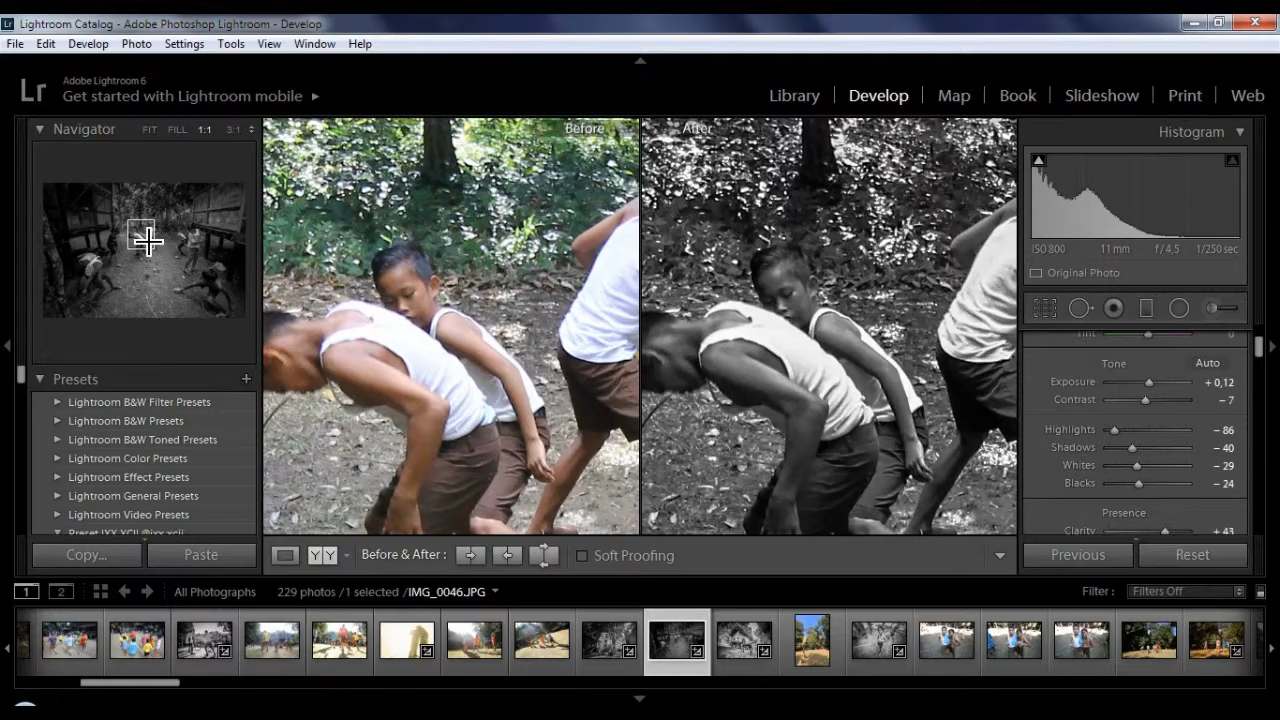 Lightroom Catalog - Adobe Photoshop Lightroom - Develop
File Edit Develop Photo Settings Tools View Window Help
Lr
Adobe Lightroom 6
Get started with Lightroom mobile
Library Develop Map Book Slideshow Print Web
Navigator FIT FILL 1:1 3:1
Before
After
Histogram
ISO 800 11 mm f / 4,5 1/250 sec
Original Photo
Tint 0
Tone Auto
Exposure + 0,12
Contrast - 7
Highlights - 86
Shadows - 40
Whites - 29
Blacks - 24
Presence
Clarity + 43
Presets
Lightroom B&W Filter Presets
Lightroom B&W Presets
Lightroom B&W Toned Presets
Lightroom Color Presets
Lightroom Effect Presets
Lightroom General Presets
Lightroom Video Presets
Copy... Paste
YY Before & After : Soft Proofing
Previous Reset
1 2 All Photographs 229 photos / 1 selected / IMG_0046.JPG Filter : Filters Off